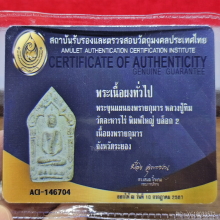 สถาบันรับรองและตรวจสอบวัตถุมงคลประเทศไทย
AMULET AUTHENTICATION CERTIFICATION INSTITUTE
CERTIFICATE OF AUTHENTICITY
GENUINE GUARANTEE
พระเนื้อผงทั่วไป
พระขุนแผนผงพรายกุมาร หลวงปู่ทิม
วัดละหารไร่ พิมพ์ใหญ่ บล็อก 2
เนื้อผงพรายกุมาร
จังหวัดระยอง
ACI-146704